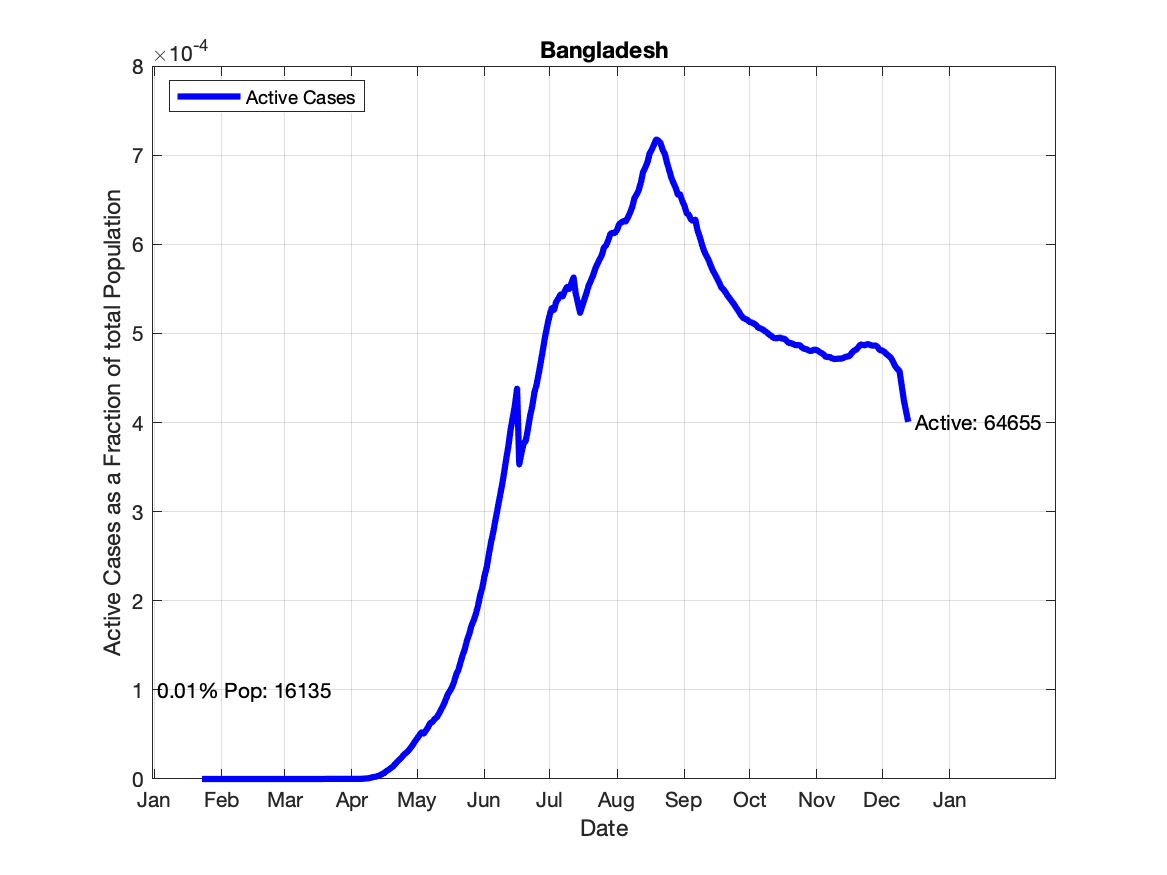 Bangladesh
×10^-4
Active Cases
8
7
6
5
4
3
2
1
0
Active Cases as a Fraction of total Population
0.01% Pop: 16135
Active: 64655
Jan Feb Mar Apr May Jun Jul Aug Sep Oct Nov Dec Jan
Date